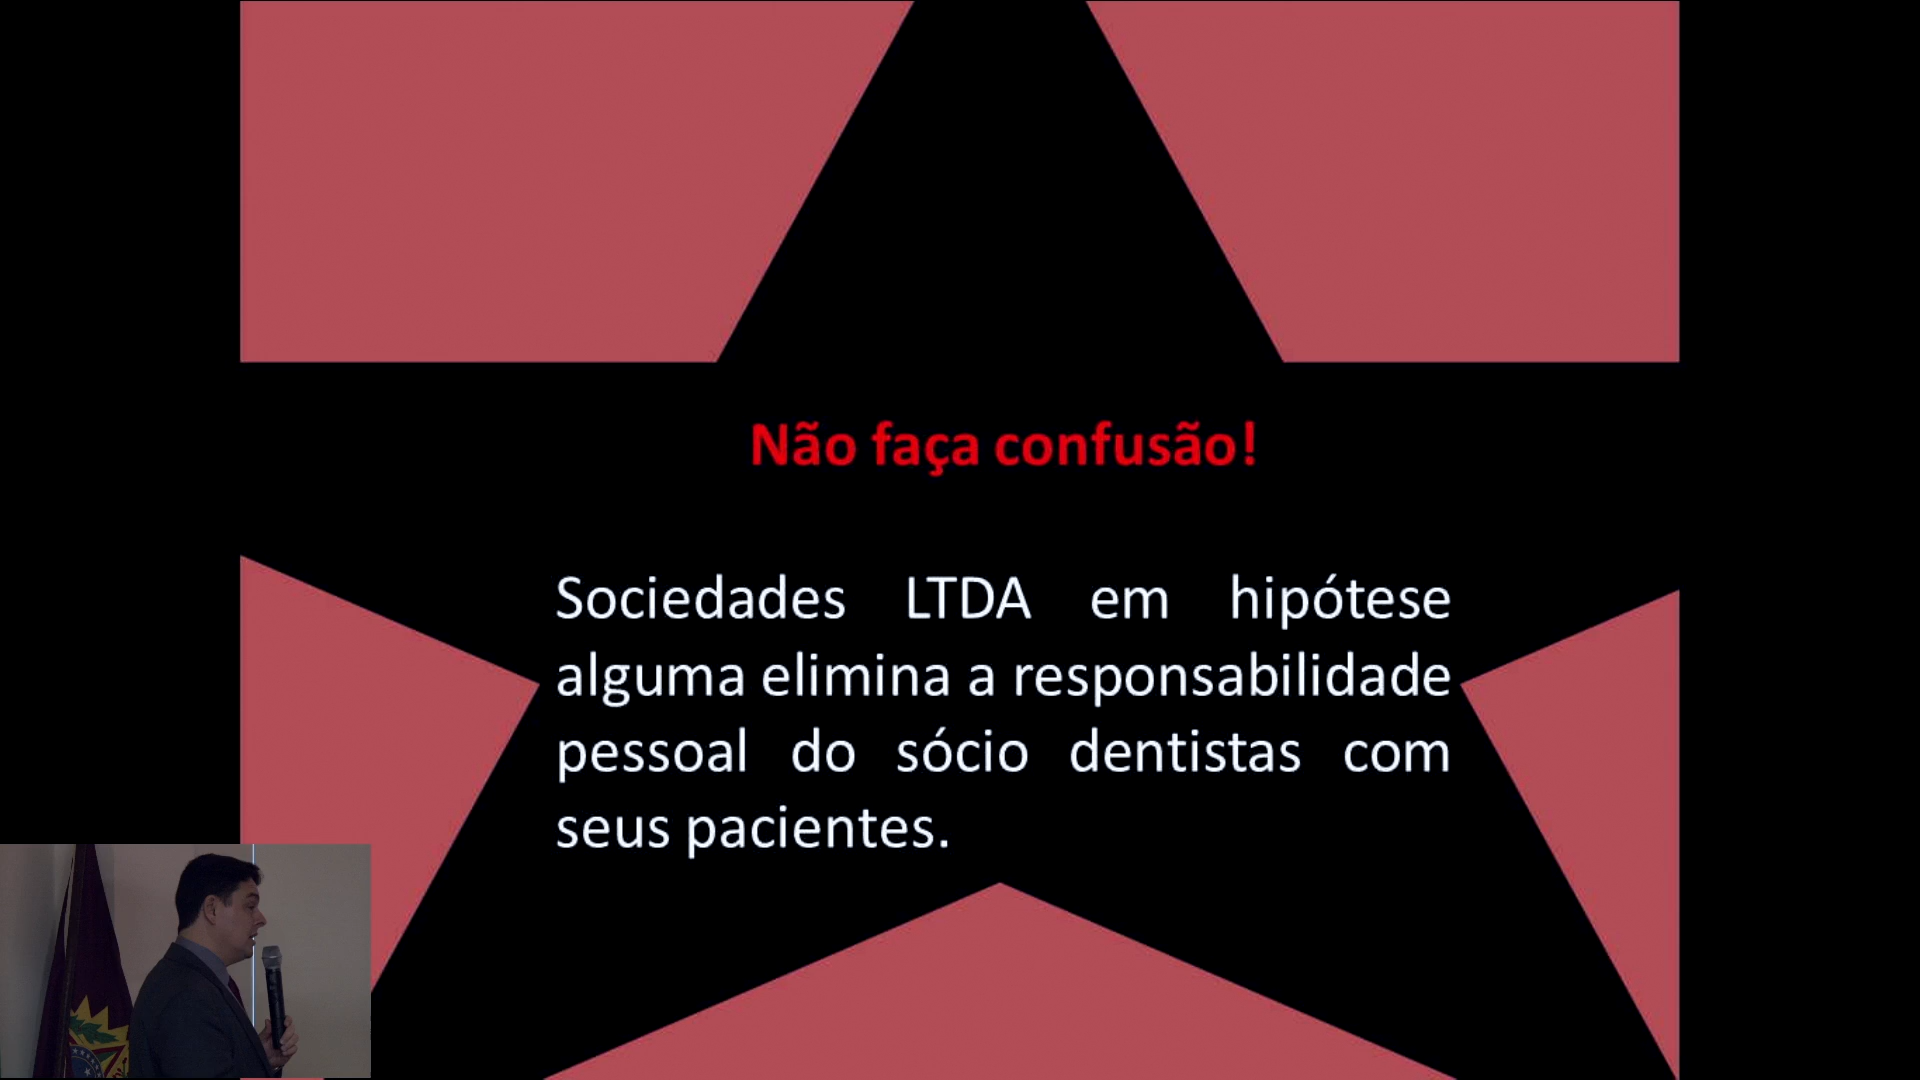 Não faça confusão!
Sociedades LTDA em hipótese
alguma elimina a responsabilidade
pessoal do sócio dentistas com
seus pacientes.